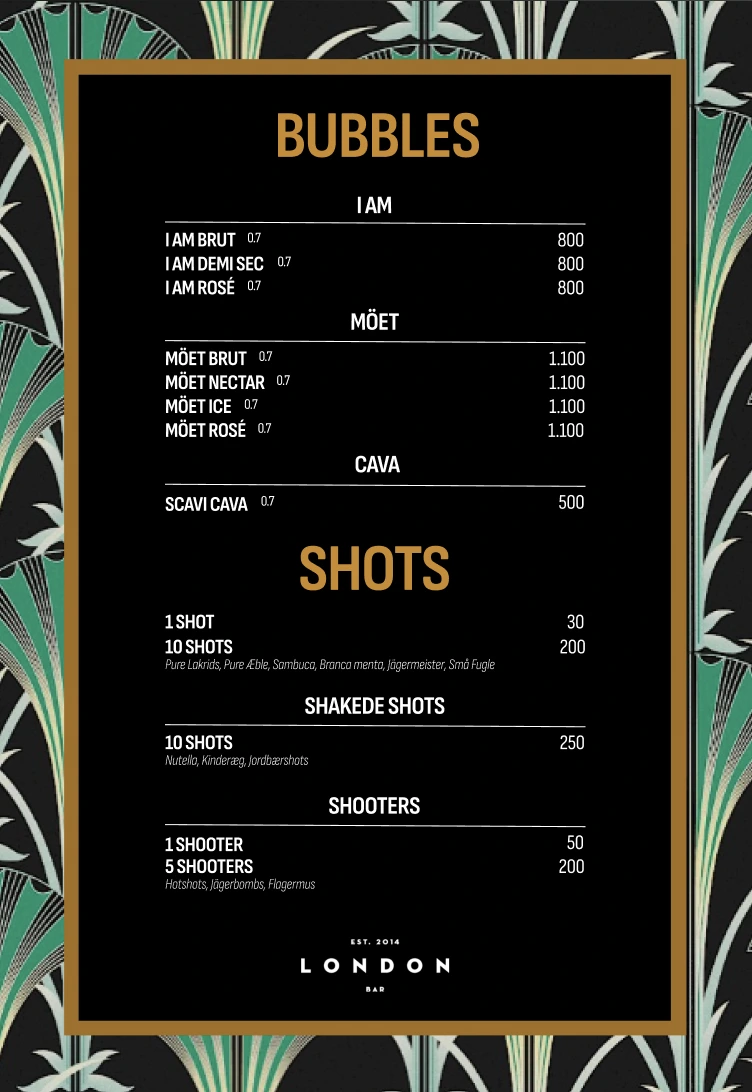 BUBBLES
I AM
I AM BRUT 0.7 800
I AM DEMI SEC 0.7 800
I AM ROSÉ 0.7 800
MÖET
MÖET BRUT 0.7 1.100
MÖET NECTAR 0.7 1.100
MÖET ICE 0.7 1.100
MÖET ROSÉ 0.7 1.100
CAVA
SCAVI CAVA 0.7 500
SHOTS
1 SHOT 30
10 SHOTS 200
Pure Lakrids, Pure Æble, Sambuca, Branca menta, Jägermeister, Små Fugle
SHAKEDE SHOTS
10 SHOTS 250
Nutella, Kinderæg, Jordbærshots
SHOOTERS
1 SHOOTER 50
5 SHOOTERS 200
Hotshots, Jägerbombs, Flagermus
EST. 2014
LONDON
BAR